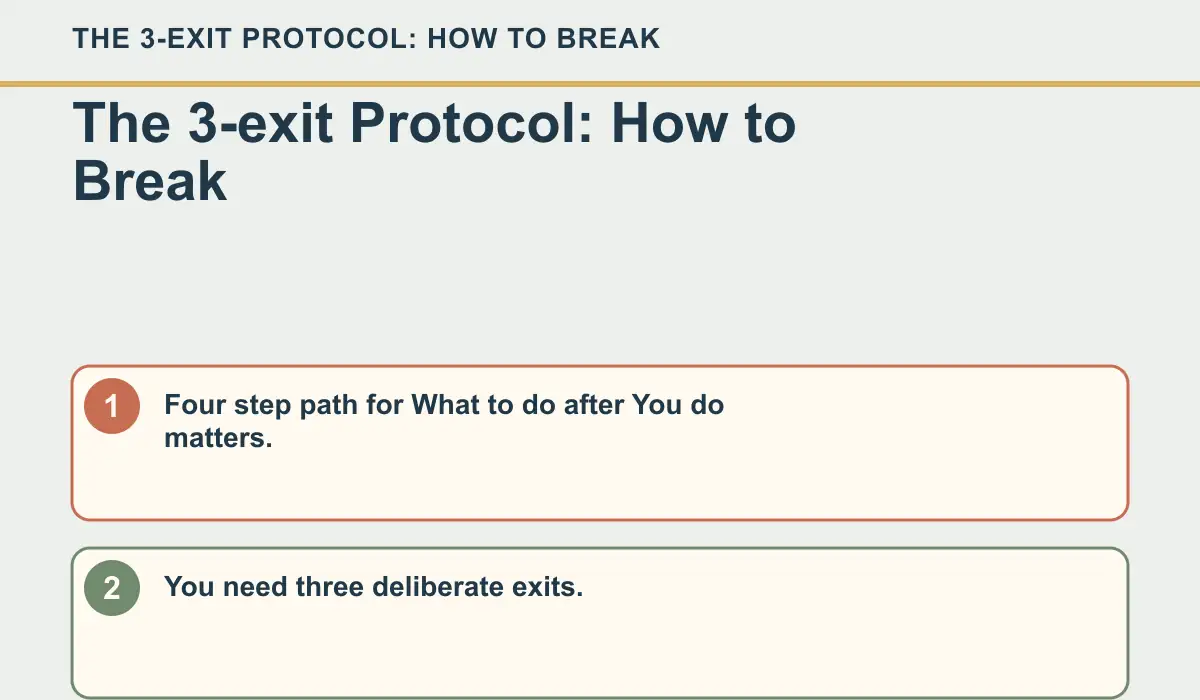 THE 3-EXIT PROTOCOL: HOW TO BREAK
The 3-exit Protocol: How to
Break
1
Four step path for What to do after You do
matters.
2
You need three deliberate exits.